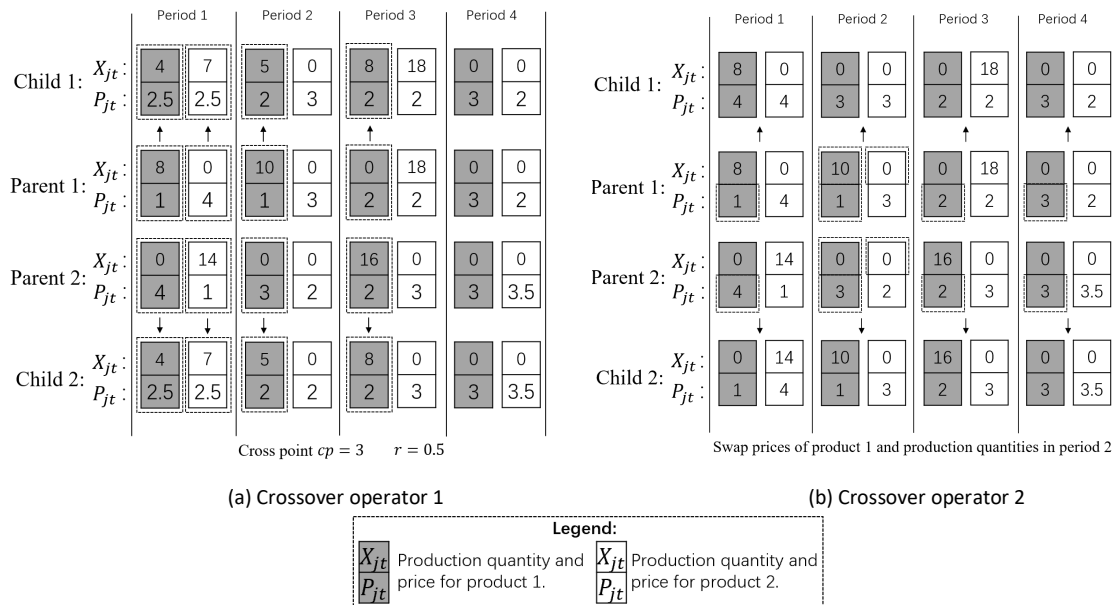 Period 1 Period 2 Period 3 Period 4
Child 1: X_jt : 4 7 5 0 8 18 0 0
P_jt : 2.5 2.5 2 3 2 2 3 2
Parent 1: X_jt : 8 0 10 0 0 18 0 0
P_jt : 1 4 1 3 2 2 3 2
Parent 2: X_jt : 0 14 0 0 16 0 0 0
P_jt : 4 1 3 2 2 3 3 3.5
Child 2: X_jt : 4 7 5 0 8 0 0 0
P_jt : 2.5 2.5 2 2 2 3 3 3.5
Cross point cp = 3 r = 0.5
(a) Crossover operator 1
Period 1 Period 2 Period 3 Period 4
Child 1: X_jt : 8 0 0 0 0 18 0 0
P_jt : 4 4 3 3 2 2 3 2
Parent 1: X_jt : 8 0 10 0 0 18 0 0
P_jt : 1 4 1 3 2 2 3 2
Parent 2: X_jt : 0 14 0 0 16 0 0 0
P_jt : 4 1 3 2 2 3 3 3.5
Child 2: X_jt : 0 14 10 0 16 0 0 0
P_jt : 1 4 1 3 2 3 3 3.5
Swap prices of product 1 and production quantities in period 2
(b) Crossover operator 2
Legend:
X_jt P_jt Production quantity and
price for product 1.
X_jt P_jt Production quantity and
price for product 2.